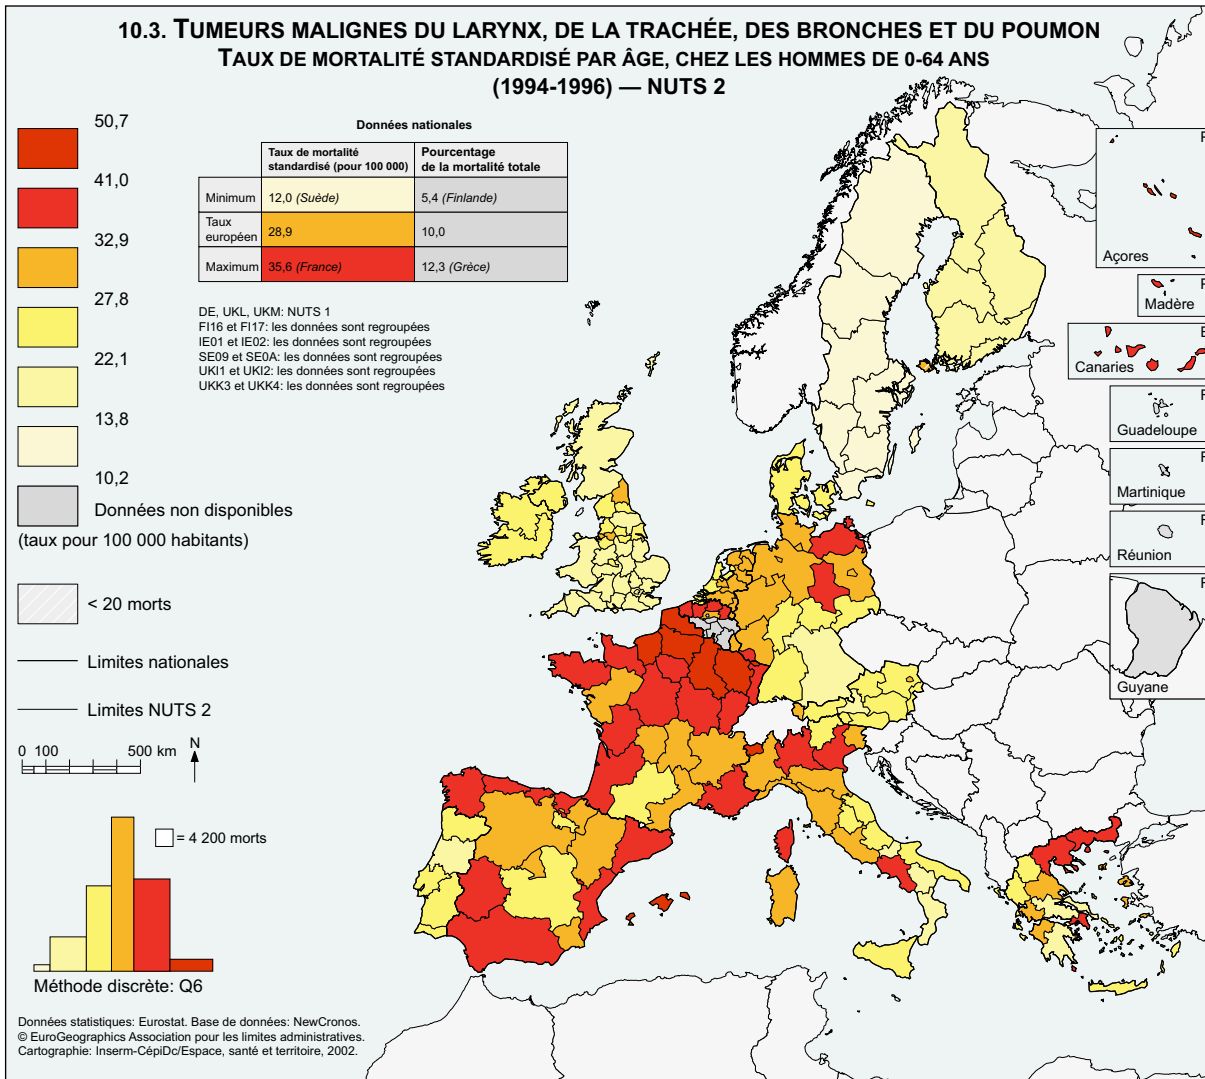 10.3. TUMEURS MALIGNES DU LARYNX, DE LA TRACHÉE, DES BRONCHES ET DU POUMON
TAUX DE MORTALITÉ STANDARDISÉ PAR ÂGE, CHEZ LES HOMMES DE 0-64 ANS
(1994-1996) — NUTS 2
50,7
41,0
32,9
27,8
22,1
13,8
10,2
Données non disponibles
(taux pour 100 000 habitants)
< 20 morts
Limites nationales
Limites NUTS 2
0 100 500 km
N
Données nationales
Taux de mortalité
standardisé (pour 100 000)
Pourcentage
de la mortalité totale
Minimum 12,0 (Suède) 5,4 (Finlande)
Taux
européen 28,9 10,0
Maximum 35,6 (France) 12,3 (Grèce)
DE, UKL, UKM: NUTS 1
FI16 et FI17: les données sont regroupées
IE01 et IE02: les données sont regroupées
SE09 et SE0A: les données sont regroupées
UKI1 et UKI2: les données sont regroupées
UKK3 et UKK4: les données sont regroupées
= 4 200 morts
Méthode discrète: Q6
Données statistiques: Eurostat. Base de données: NewCronos.
© EuroGeographics Association pour les limites administratives.
Cartographie: Inserm-CépiDc/Espace, santé et territoire, 2002.
Açores
Madère
Canaries
Guadeloupe
Martinique
Réunion
Guyane